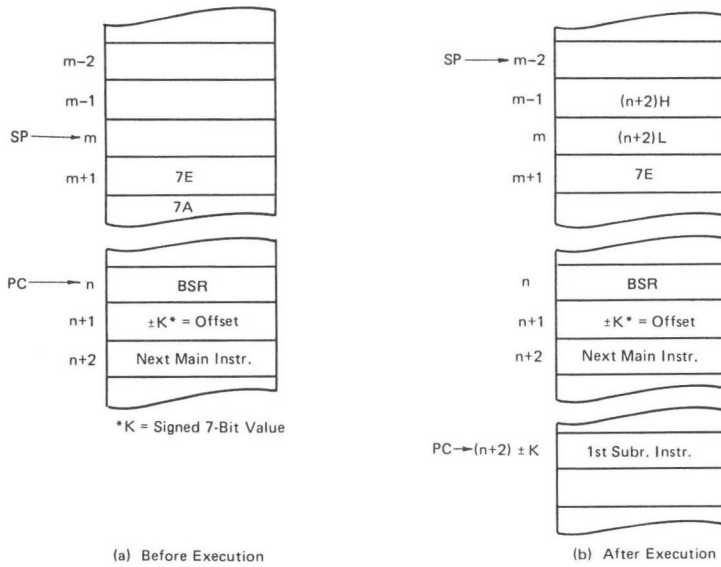 m-2
m-1
SP m
m+1 7E
7A
PC n BSR
n+1 ±K* = Offset
n+2 Next Main Instr.
*K = Signed 7-Bit Value
(a) Before Execution
SP m-2
m-1 (n+2)H
m (n+2)L
m+1 7E
n BSR
n+1 ±K* = Offset
n+2 Next Main Instr.
PC (n+2) ±K 1st Subr. Instr.
(b) After Execution